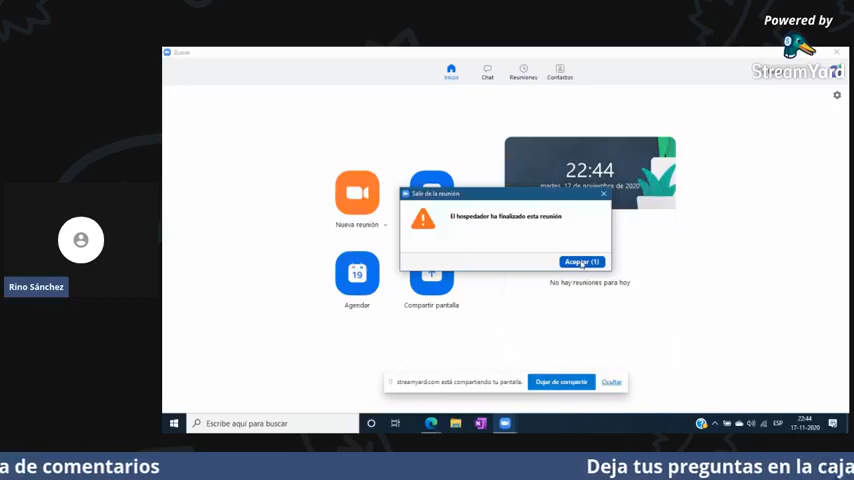 Powered by
StreamYard
Zoom
Inicio
Chat
Reuniones
Contactos
22:44
martes, 17 de noviembre de 2020
Salir de la reunión
El hospedador ha finalizado esta reunión
Aceptar (1)
Nueva reunión
19
Agendar
Compartir pantalla
No hay reuniones para hoy
Rino Sánchez
streamyard.com está compartiendo tu pantalla.
Dejar de compartir
Ocultar
Escribe aquí para buscar
ESP
22:44
17-11-2020
a de comentarios
Deja tus preguntas en la caja